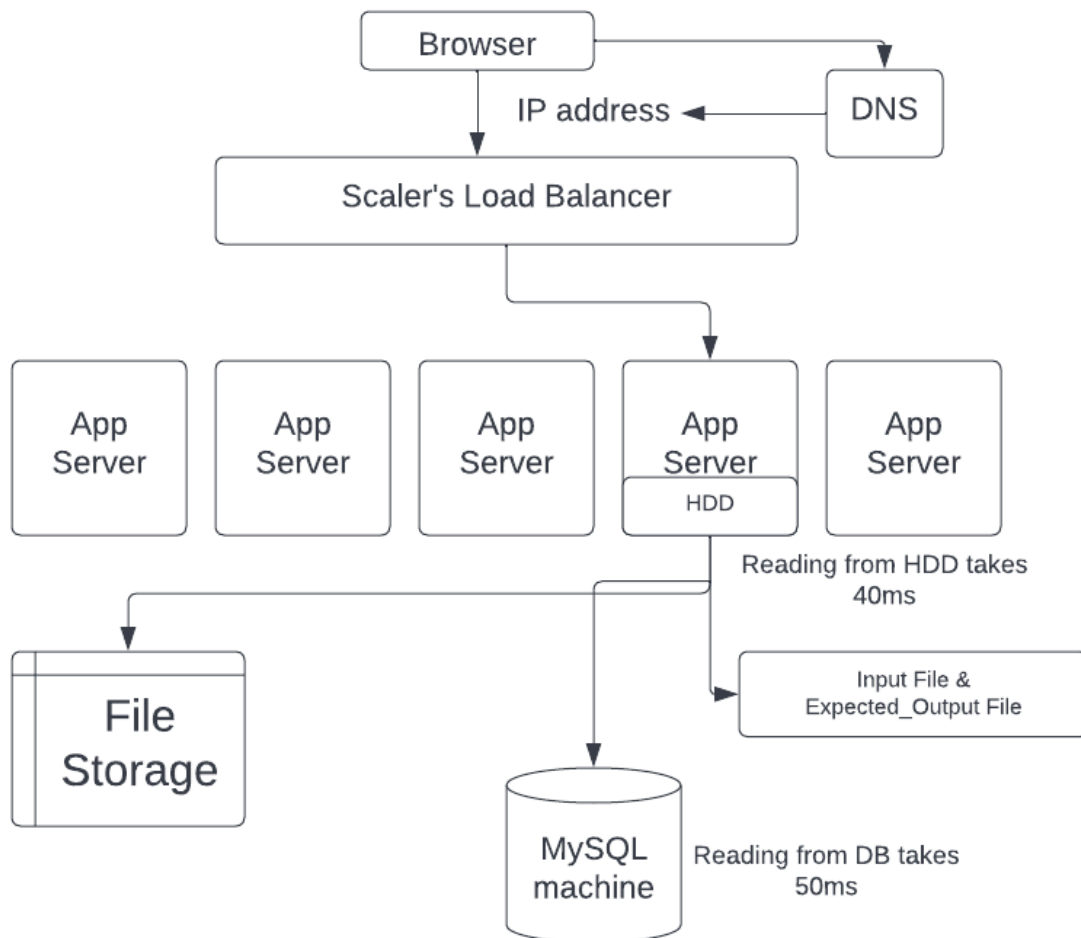 Browser
IP address
DNS
Scaler's Load Balancer
App
Server
App
Server
App
Server
App
Server
HDD
App
Server
Reading from HDD takes
40ms
File
Storage
Input File &
Expected_Output File
MySQL
machine
Reading from DB takes
50ms